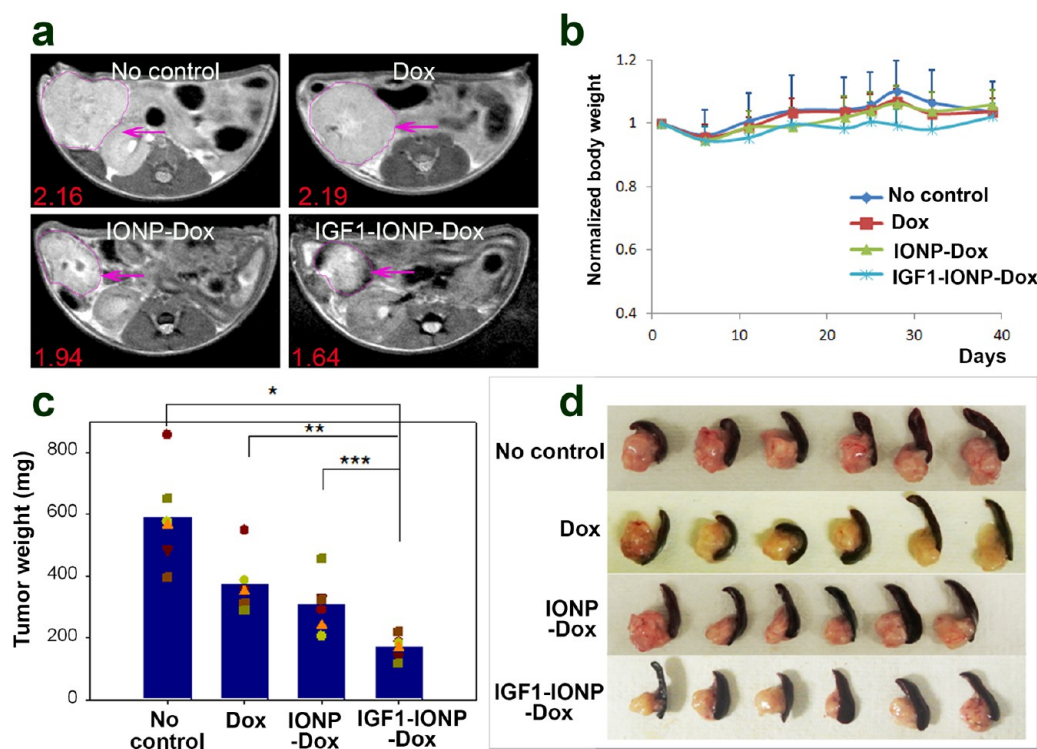 a
No control
Dox
2.16
2.19
IONP-Dox
IGF1-IONP-Dox
1.94
1.64
b
Normalized body weight
1.2
1
0.8
0.6
0.4
0
10
20
30
40
Days
No control
Dox
IONP-Dox
IGF1-IONP-Dox
c
Tumor weight (mg)
800
600
400
200
0
*
**
***
No
control
Dox
IONP
-Dox
IGF1-IONP
-Dox
d
No control
Dox
IONP
-Dox
IGF1-IONP
-Dox